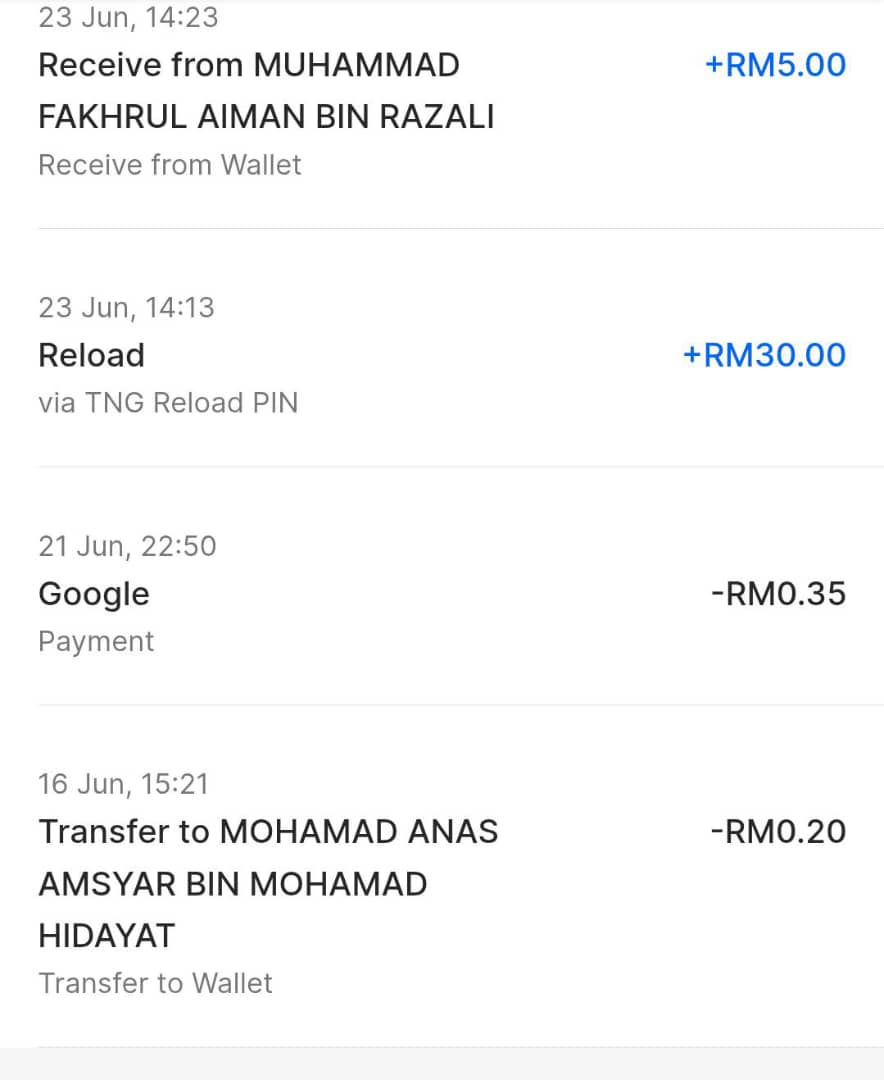 23 Jun, 14:23
Receive from MUHAMMAD +RM5.00
FAKHRUL AIMAN BIN RAZALI
Receive from Wallet
23 Jun, 14:13
Reload +RM30.00
via TNG Reload PIN
21 Jun, 22:50
Google -RM0.35
Payment
16 Jun, 15:21
Transfer to MOHAMAD ANAS -RM0.20
AMSYAR BIN MOHAMAD
HIDAYAT
Transfer to Wallet